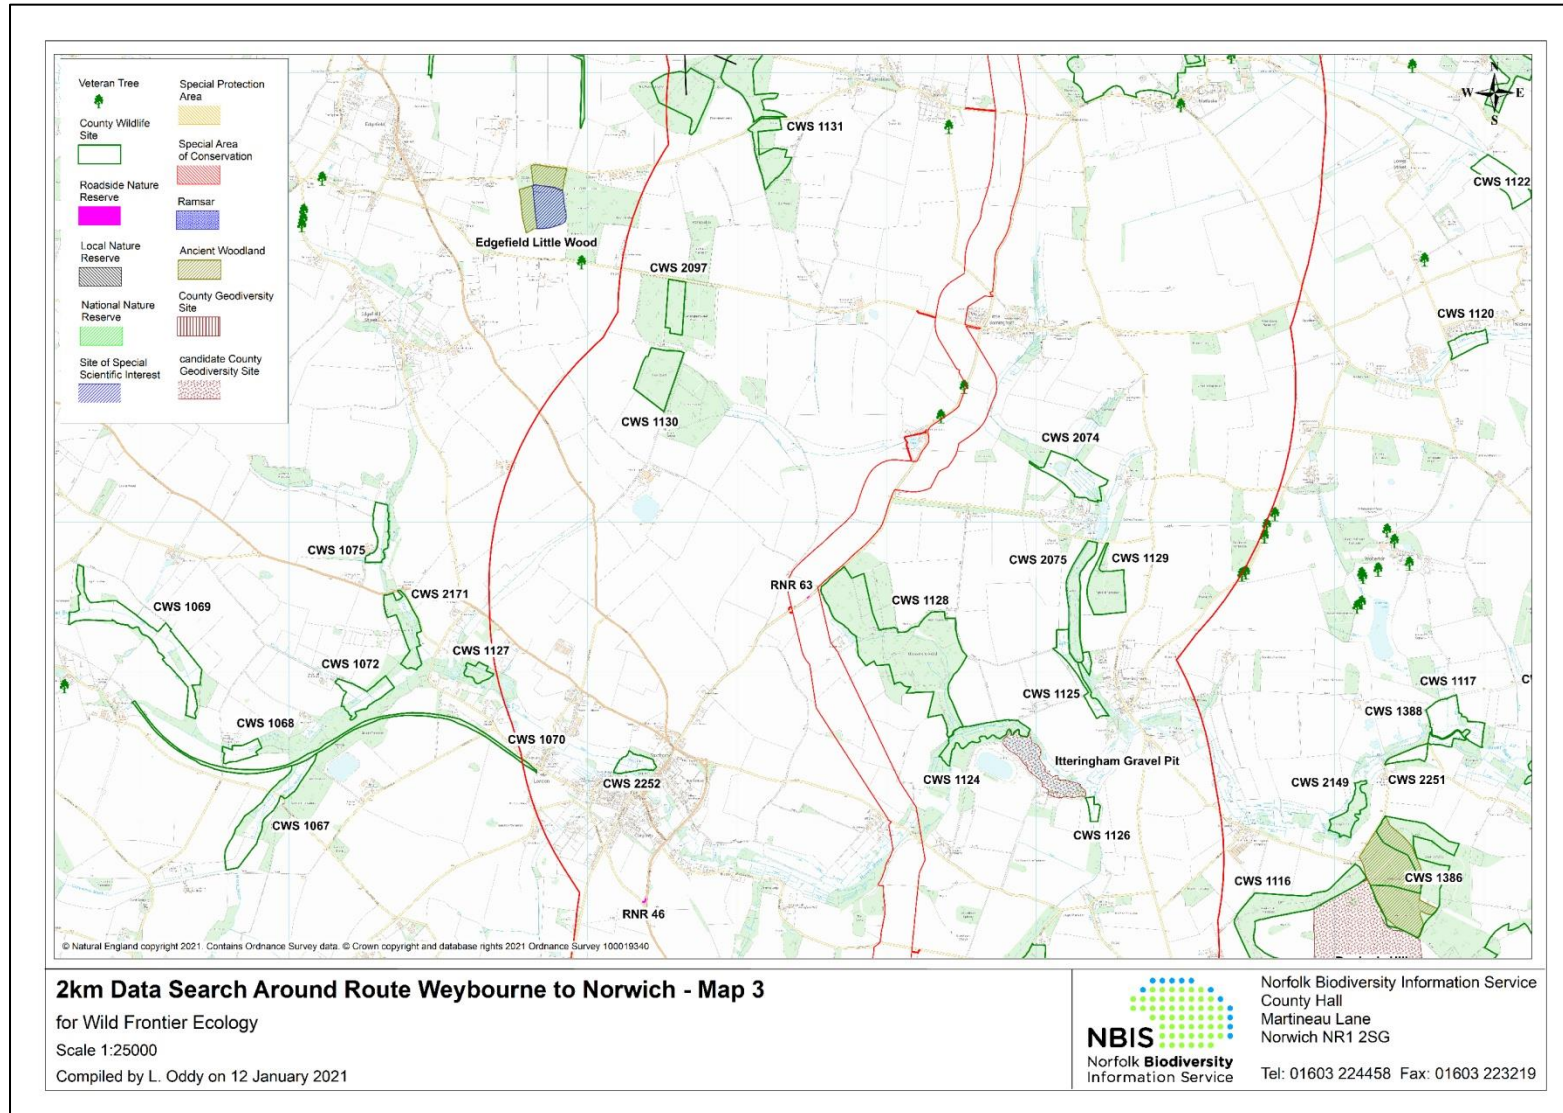 Veteran Tree
Special Protection
Area
County Wildlife
Site
Special Area
of Conservation
Roadside Nature
Reserve
Ramsar
Local Nature
Reserve
Ancient Woodland
National Nature
Reserve
County Geodiversity
Site
Site of Special
Scientific Interest
candidate County
Geodiversity Site
N
W E
S
CWS 1131
CWS 1122
Edgefield Little Wood
CWS 2097
CWS 1120
CWS 1130
CWS 2074
CWS 1075
CWS 2075
CWS 1129
RNR 63
CWS 1069
CWS 2171
CWS 1128
CWS 1127
CWS 1072
CWS 1125
CWS 1117
CWS 1388
CWS 1068
CWS 1070
Itteringham Gravel Pit
CWS 1124
CWS 2252
CWS 2149
CWS 2251
CWS 1067
CWS 1126
CWS 1386
CWS 1116
RNR 46
© Natural England copyright 2021. Contains Ordnance Survey data. © Crown copyright and database rights 2021 Ordnance Survey 100019340
2km Data Search Around Route Weybourne to Norwich - Map 3
for Wild Frontier Ecology
Scale 1:25000
Compiled by L. Oddy on 12 January 2021
NBIS
Norfolk Biodiversity
Information Service
Norfolk Biodiversity Information Service
County Hall
Martineau Lane
Norwich NR1 2SG
Tel: 01603 224458 Fax: 01603 223219